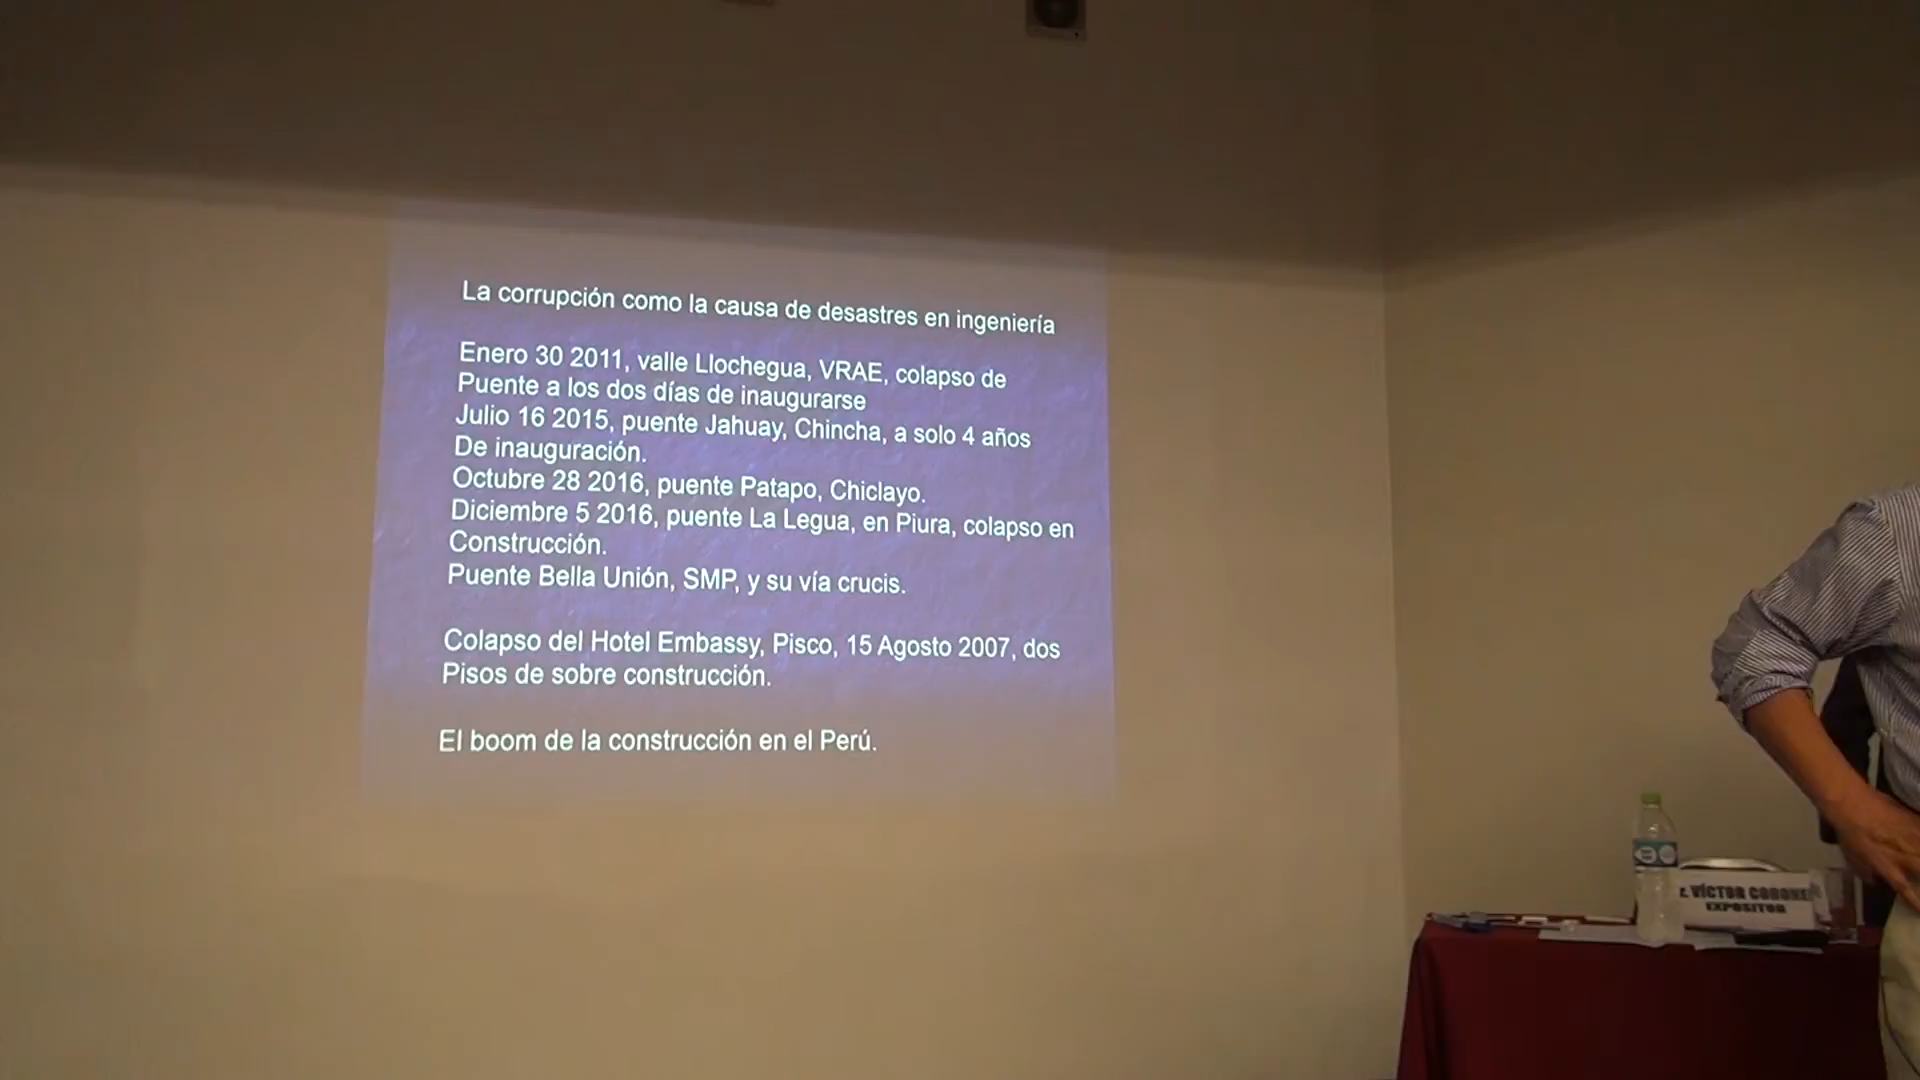 La corrupción como la causa de desastres en ingeniería
Enero 30 2011, valle Llochegua, VRAE, colapso de
Puente a los dos días de inaugurarse
Julio 16 2015, puente Jahuay, Chincha, a solo 4 años
De inauguración.
Octubre 28 2016, puente Patapo, Chiclayo.
Diciembre 5 2016, puente La Legua, en Piura, colapso en
Construcción.
Puente Bella Unión, SMP, y su vía crucis.
Colapso del Hotel Embassy, Pisco, 15 Agosto 2007, dos
Pisos de sobre construcción.
El boom de la construcción en el Perú.
VÍCTOR
EXPOSITOR